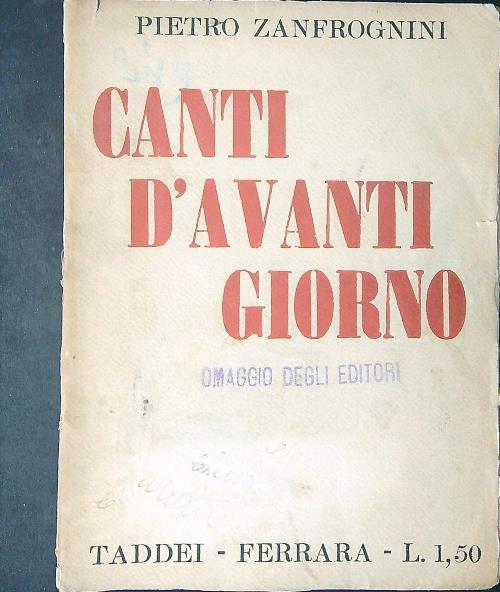 PIETRO ZANFROGNINI
CANTI
D'AVANTI
GIORNO
OMAGGIO DEGLI EDITORI
TADDEI - FERRARA - L. 1,50